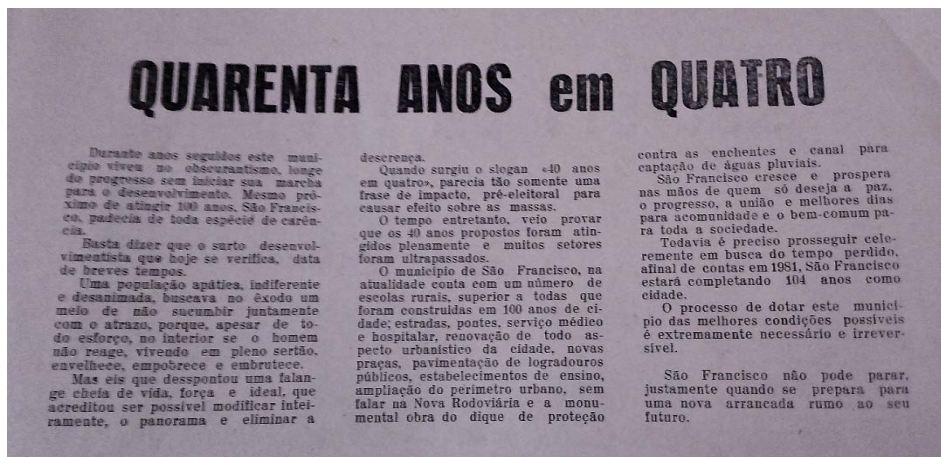 QUARENTA ANOS em QUATRO
Durante anos seguidos este muni-
cípio viveu no obscurantismo, longe
do progresso sem iniciar sua marcha
para o desenvolvimento. Mesmo pró-
ximo de atingir 100 anos, São Francis-
co, padecia de toda espécie de carên-
cia.
Basta dizer que o surto desenvol-
vimentista que hoje se verifica, data
de breves tempos.
Uma população apática, indiferente
e desanimada, buscava no êxodo um
meio de não sucumbir juntamente
com o atrazo, porque, apesar de to-
do esforço, no interior se o homem
não reage, vivendo em pleno sertão,
envelhece, empobrece e embrutece.
Mas eis que desspontou uma falan-
ge cheia de vida, força e ideal, que
acreditou ser possivel modificar intei-
ramente, o panorama e eliminar a
descrença.
Quando surgiu o slogan «40 anos
em quatro», parecia tão somente uma
frase de impacto, pré-eleitoral para
causar efeito sobre as massas.
O tempo entretanto, veio provar
que os 40 anos propostos foram atin-
gidos plenamente e muitos setores
foram ultrapassados.
O município de São Francisco, na
atualidade conta com um número de
escolas rurais, superior a todas que
foram construidas em 100 anos de ci-
dade; estradas, pontes, serviço médico
e hospitalar, renovação de todo as-
pecto urbanístico da cidade, novas
praças, pavimentação de logradouros
públicos, estabelecimentos de ensino,
ampliação do perimetro urbano, sem
falar na Nova Rodoviária e a monu-
mental obra do dique de proteção
contra as enchentes e canal para
captação de águas pluviais.
São Francisco cresce e prospera
nas mãos de quem só deseja a paz,
o progresso, a união e melhores dias
para acomunidade e o bem-comum pa-
ra toda a sociedade.
Todavia é preciso prosseguir cele-
remente em busca do tempo perdido,
afinal de contas em 1981, São Francisco
estará completando 104 anos como
cidade.
O processo de dotar este municí-
pio das melhores condições possiveis
é extremamente necessário e irrever-
sível.
São Francisco não pode parar,
justamente quando se prepara para
uma nova arrancada rumo ao seu
futuro.